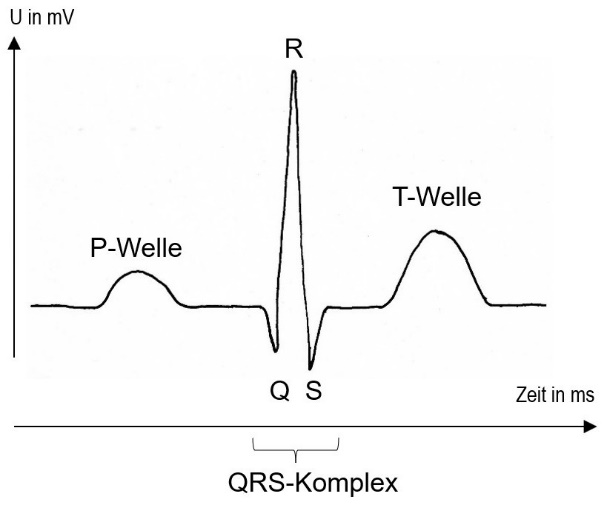 U in mV
R
T-Welle
P-Welle
Q S
Zeit in ms
QRS-Komplex